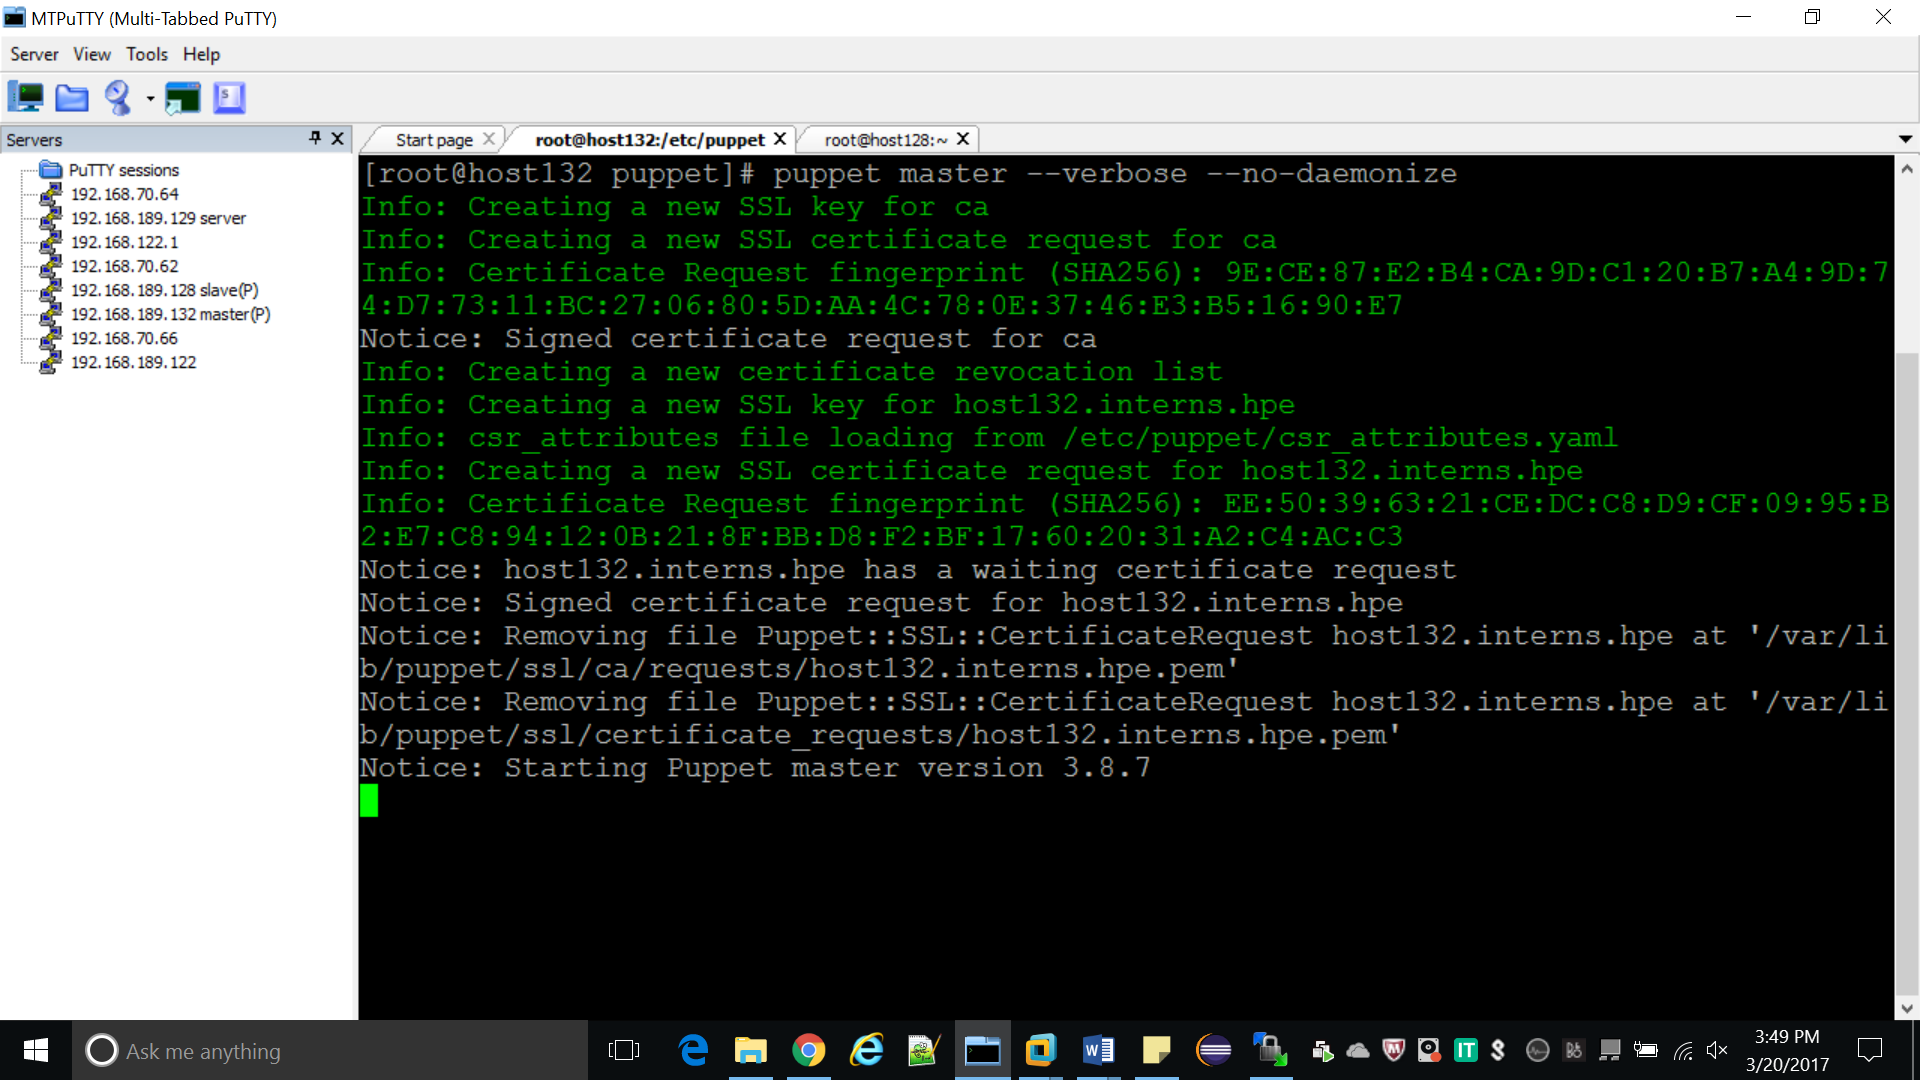 MTPuTTY (Multi-Tabbed PuTTY)
Server View Tools Help
Servers
PuTTY sessions
192.168.70.64
192.168.189.129 server
192.168.122.1
192.168.70.62
192.168.189.128 slave(P)
192.168.189.132 master(P)
192.168.70.66
192.168.189.122
Start page root@host132:/etc/puppet root@host128:~
[root@host132 puppet]# puppet master --verbose --no-daemonize
Info: Creating a new SSL key for ca
Info: Creating a new SSL certificate request for ca
Info: Certificate Request fingerprint (SHA256): 9E:CE:87:E2:B4:CA:9D:C1:20:B7:A4:9D:7
4:D7:73:11:BC:27:06:80:5D:AA:4C:78:0E:37:46:E3:B5:16:90:E7
Notice: Signed certificate request for ca
Info: Creating a new certificate revocation list
Info: Creating a new SSL key for host132.interns.hpe
Info: csr_attributes file loading from /etc/puppet/csr_attributes.yaml
Info: Creating a new SSL certificate request for host132.interns.hpe
Info: Certificate Request fingerprint (SHA256): EE:50:39:63:21:CE:DC:C8:D9:CF:09:95:B
2:E7:C8:94:12:0B:21:8F:BB:D8:F2:BF:17:60:20:31:A2:C4:AC:C3
Notice: host132.interns.hpe has a waiting certificate request
Notice: Signed certificate request for host132.interns.hpe
Notice: Removing file Puppet::SSL::CertificateRequest host132.interns.hpe at '/var/li
b/puppet/ssl/ca/requests/host132.interns.hpe.pem'
Notice: Removing file Puppet::SSL::CertificateRequest host132.interns.hpe at '/var/li
b/puppet/ssl/certificate_requests/host132.interns.hpe.pem'
Notice: Starting Puppet master version 3.8.7
Ask me anything
IT
3:49 PM
3/20/2017